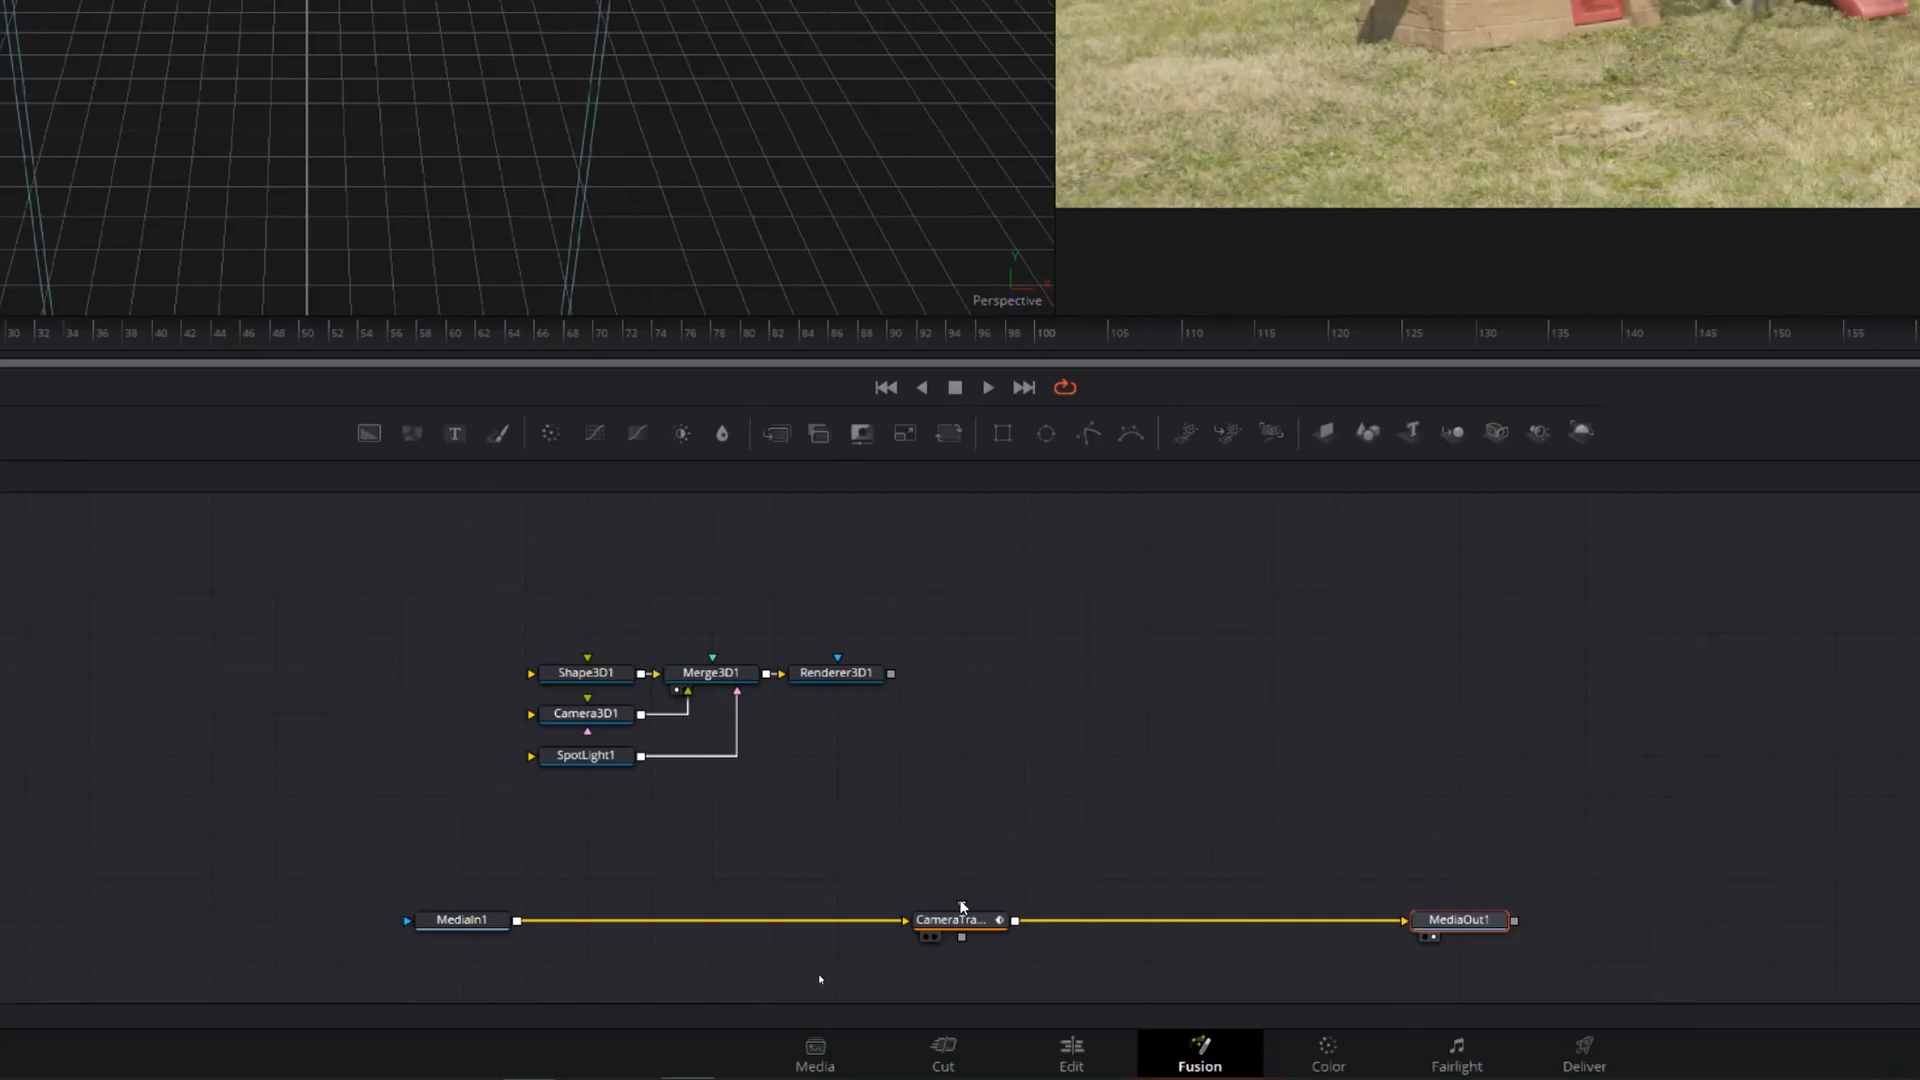 Y
X
Perspective
30 32 34 36 38 40 42 44 46 48 50 52 54 56 58 60 62 64 66 68 70 72 74 76 78 80 82 84 86 88 90 92 94 96 98 100 105 110 115 120 125 130 135 140 145 150 155
T
T
Shape3D1 Merge3D1 Renderer3D1
Camera3D1
SpotLight1
MediaIn1 CameraTra... MediaOut1
Media Cut Edit Fusion Color Fairlight Deliver